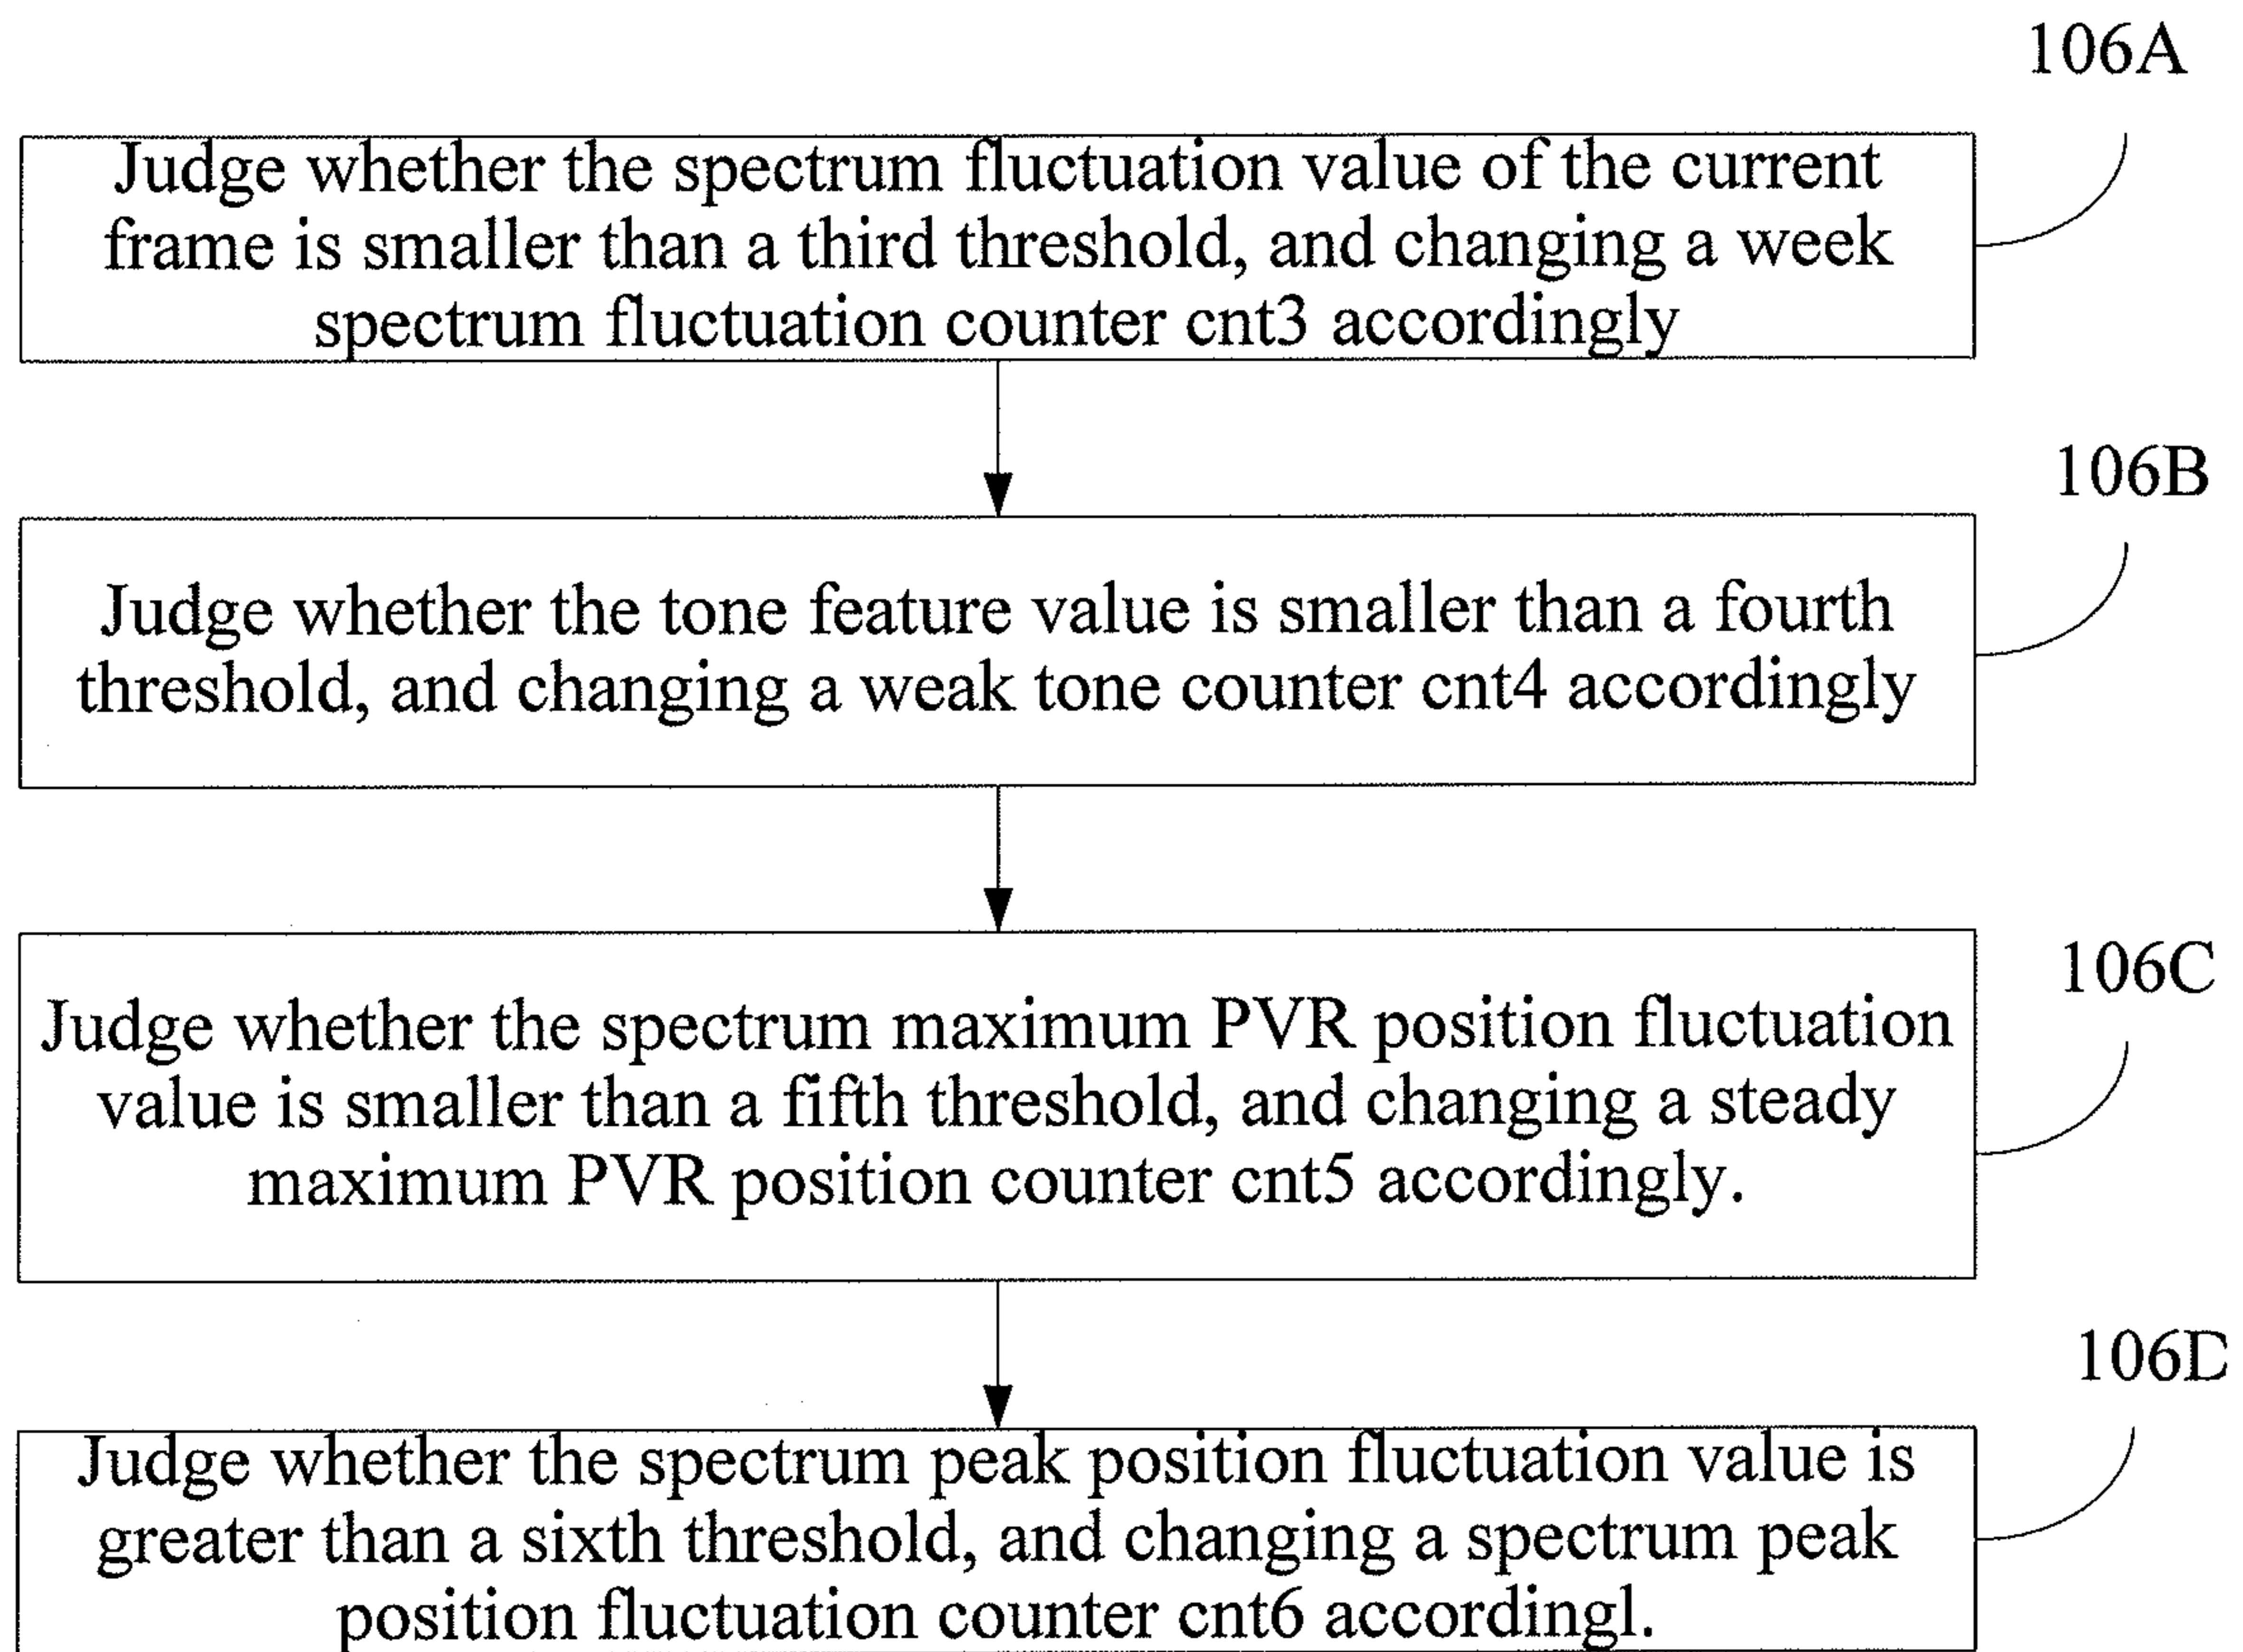 106A
Judge whether the spectrum fluctuation value of the current
frame is smaller than a third threshold, and changing a week
spectrum fluctuation counter cnt3 accordingly
106B
Judge whether the tone feature value is smaller than a fourth
threshold, and changing a weak tone counter cnt4 accordingly
106C
Judge whether the spectrum maximum PVR position fluctuation
value is smaller than a fifth threshold, and changing a steady
maximum PVR position counter cnt5 accordingly.
106D
Judge whether the spectrum peak position fluctuation value is
greater than a sixth threshold, and changing a spectrum peak
position fluctuation counter cnt6 accordingl.